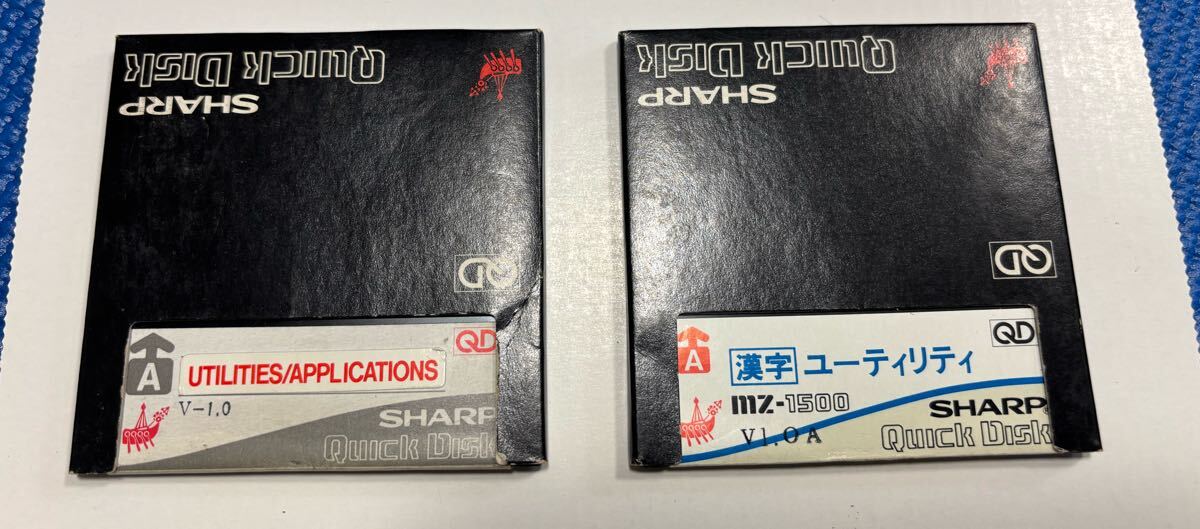 Quick Disk
SHARP
QD
A
QD
UTILITIES/APPLICATIONS
V-1.0
SHARP
Quick Disk
Quick Disk
SHARP
QD
A
QD
漢字 ユーティリティ
mz-1500
SHARP
V1.0A
Quick Disk